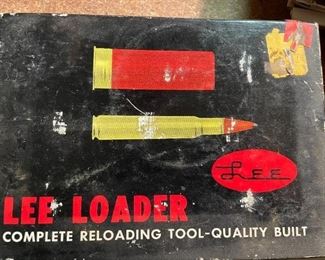 LEE
LEE LOADER
COMPLETE RELOADING TOOL-QUALITY BUILT